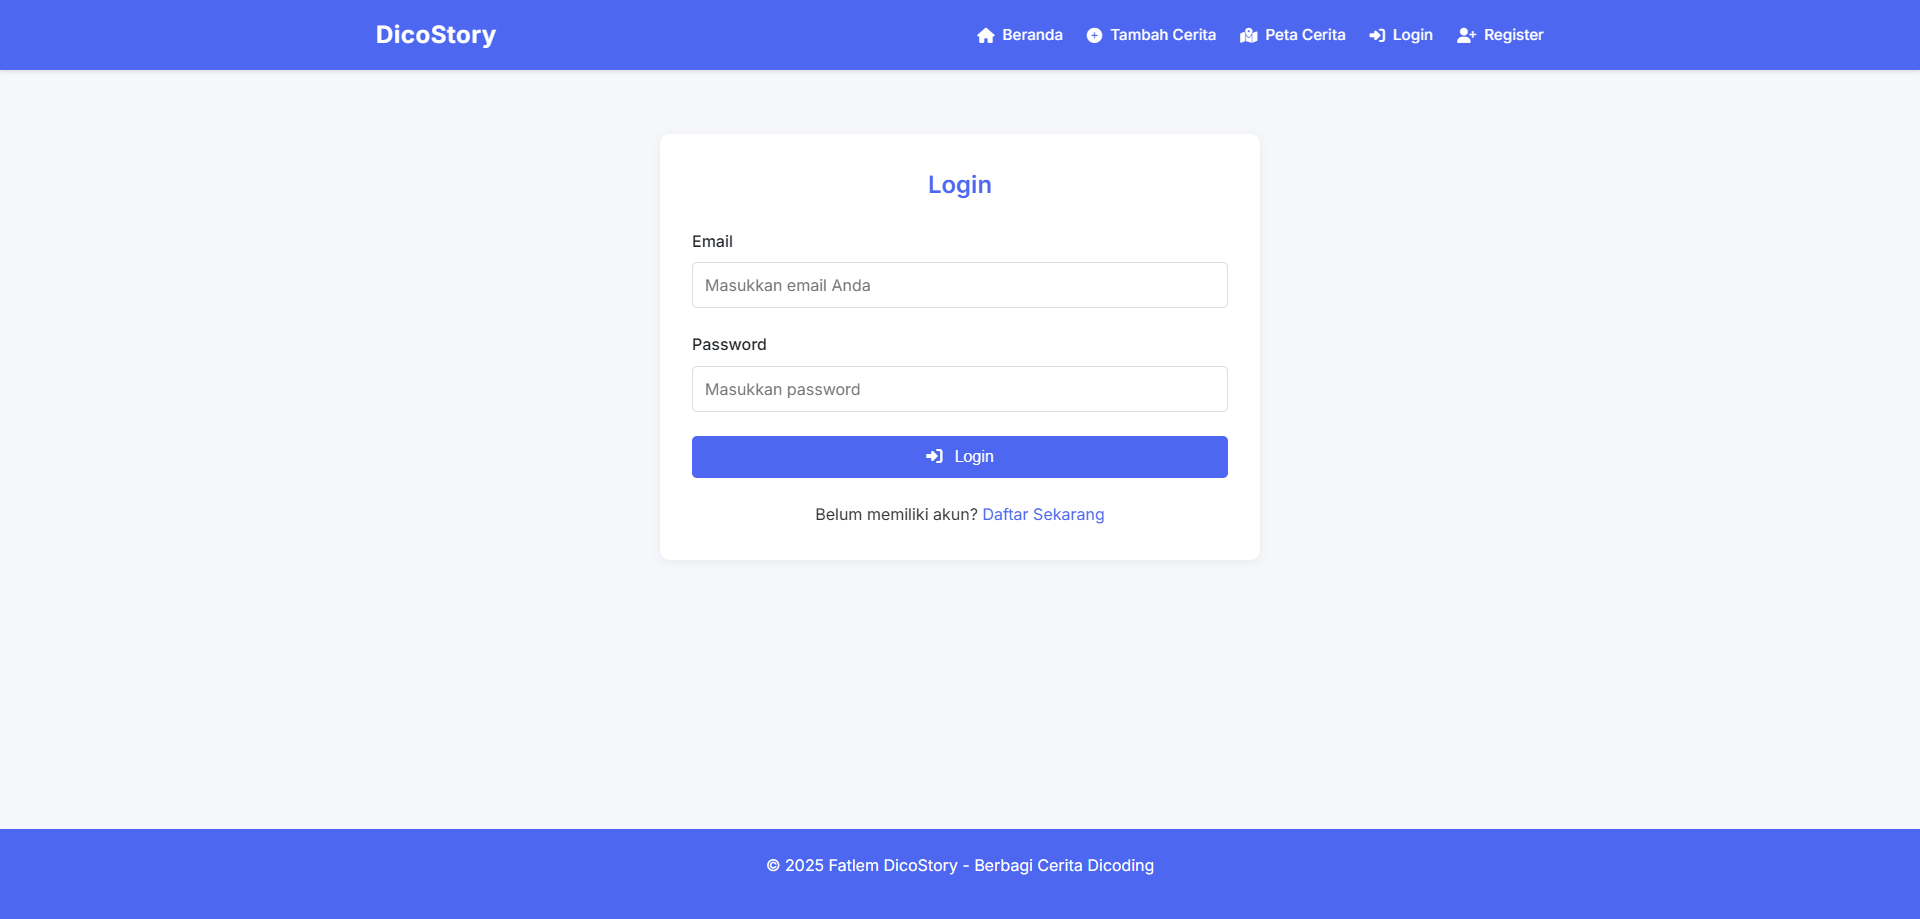 DicoStory
Beranda
Tambah Cerita
Peta Cerita
Login
Register
Login
Email
Masukkan email Anda
Password
Masukkan password
Login
Belum memiliki akun? Daftar Sekarang
© 2025 Fatlem DicoStory - Berbagi Cerita Dicoding